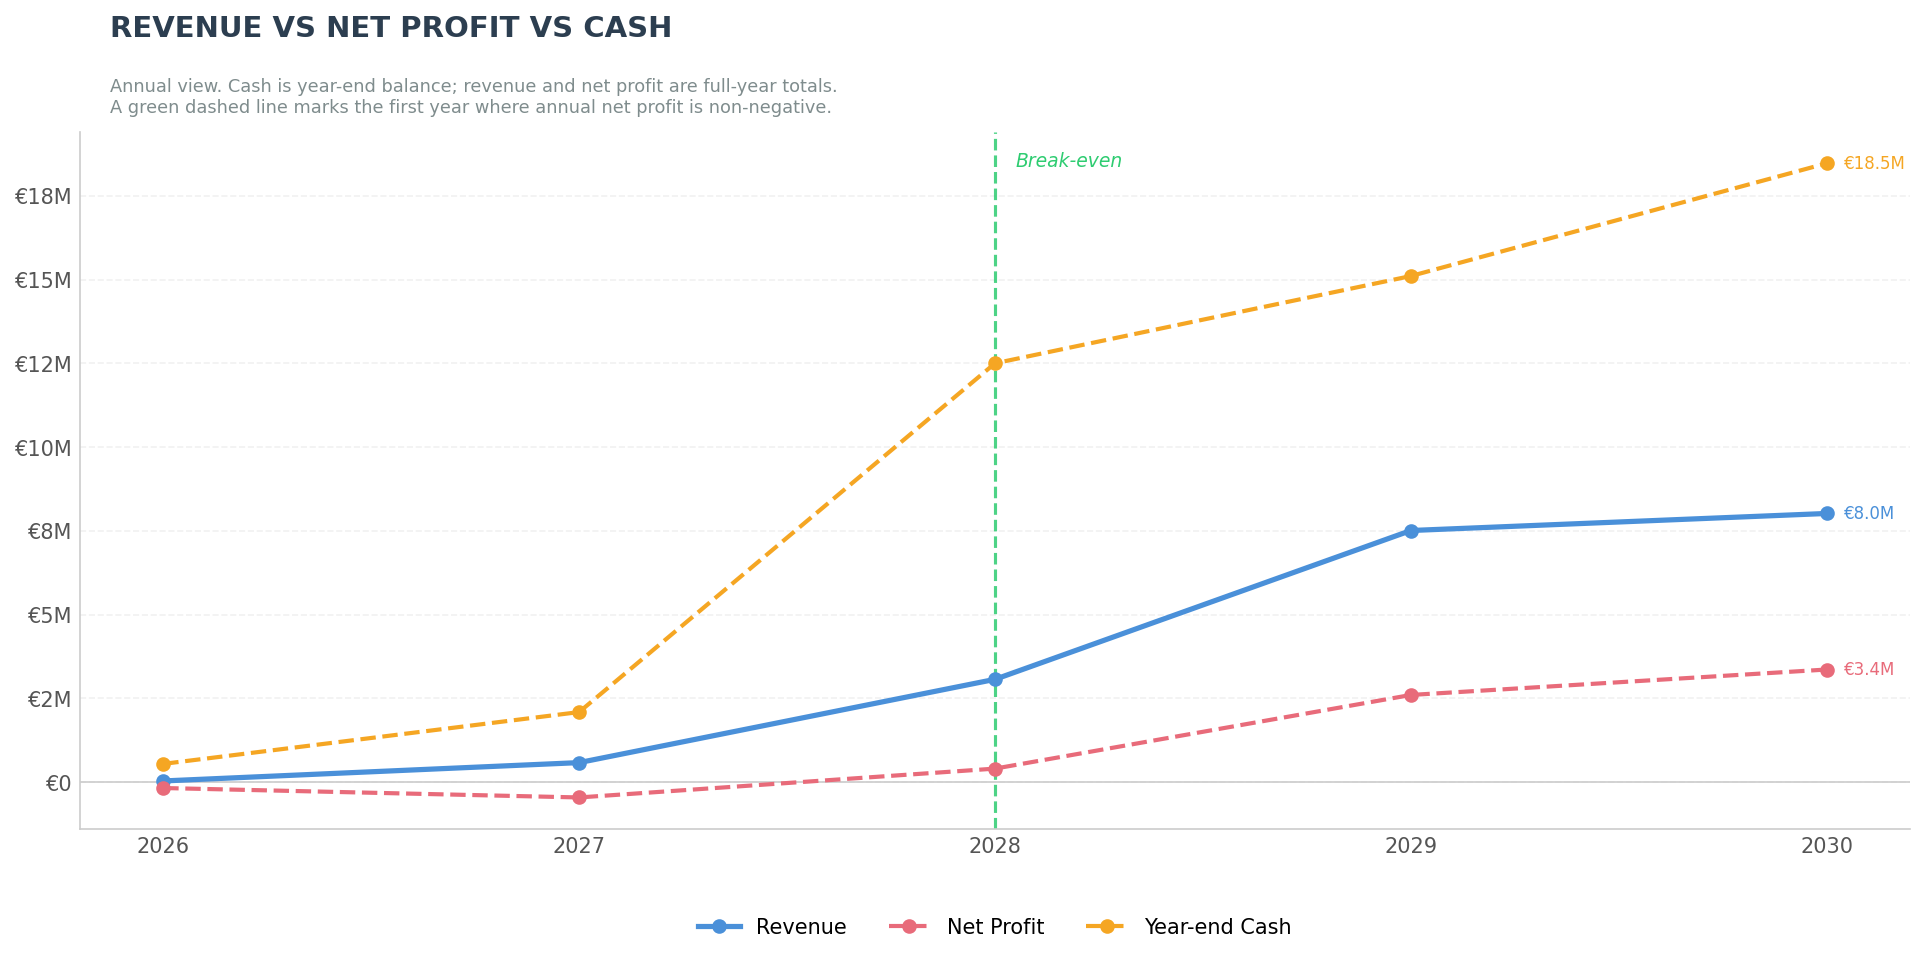 REVENUE VS NET PROFIT VS CASH
Annual view. Cash is year-end balance; revenue and net profit are full-year totals.
A green dashed line marks the first year where annual net profit is non-negative.
Break-even
€18.5M
€18M
€15M
€12M
€10M
€8M
€8.0M
€5M
€3.4M
€2M
€0
2026
2027
2028
2029
2030
Revenue
Net Profit
Year-end Cash